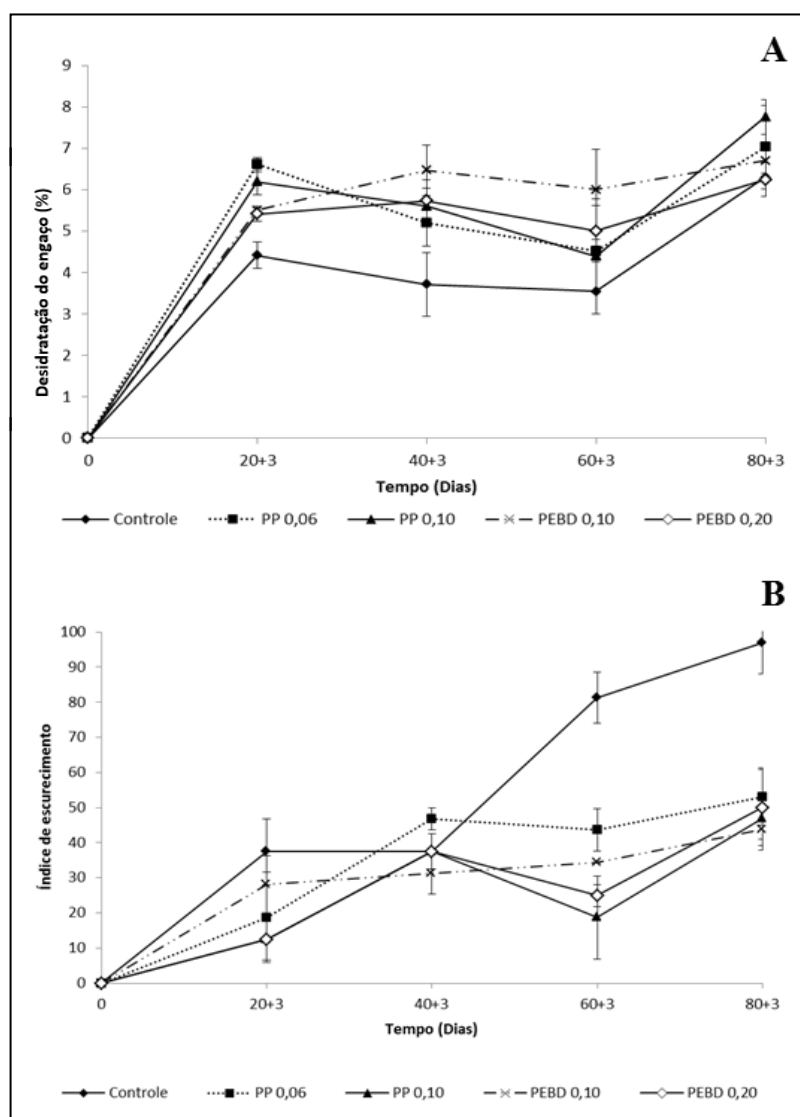 A
9
8
7
6
5
4
3
2
1
0
Desidratação do engaço (%)
0 20+3 40+3 60+3 80+3
Tempo (Dias)
Controle PP 0,06 PP 0,10 PEBD 0,10 PEBD 0,20
B
100
90
80
70
60
50
40
30
20
10
0
Índice de escurecimento
0 20+3 40+3 60+3 80+3
Tempo (Dias)
Controle PP 0,06 PP 0,10 PEBD 0,10 PEBD 0,20